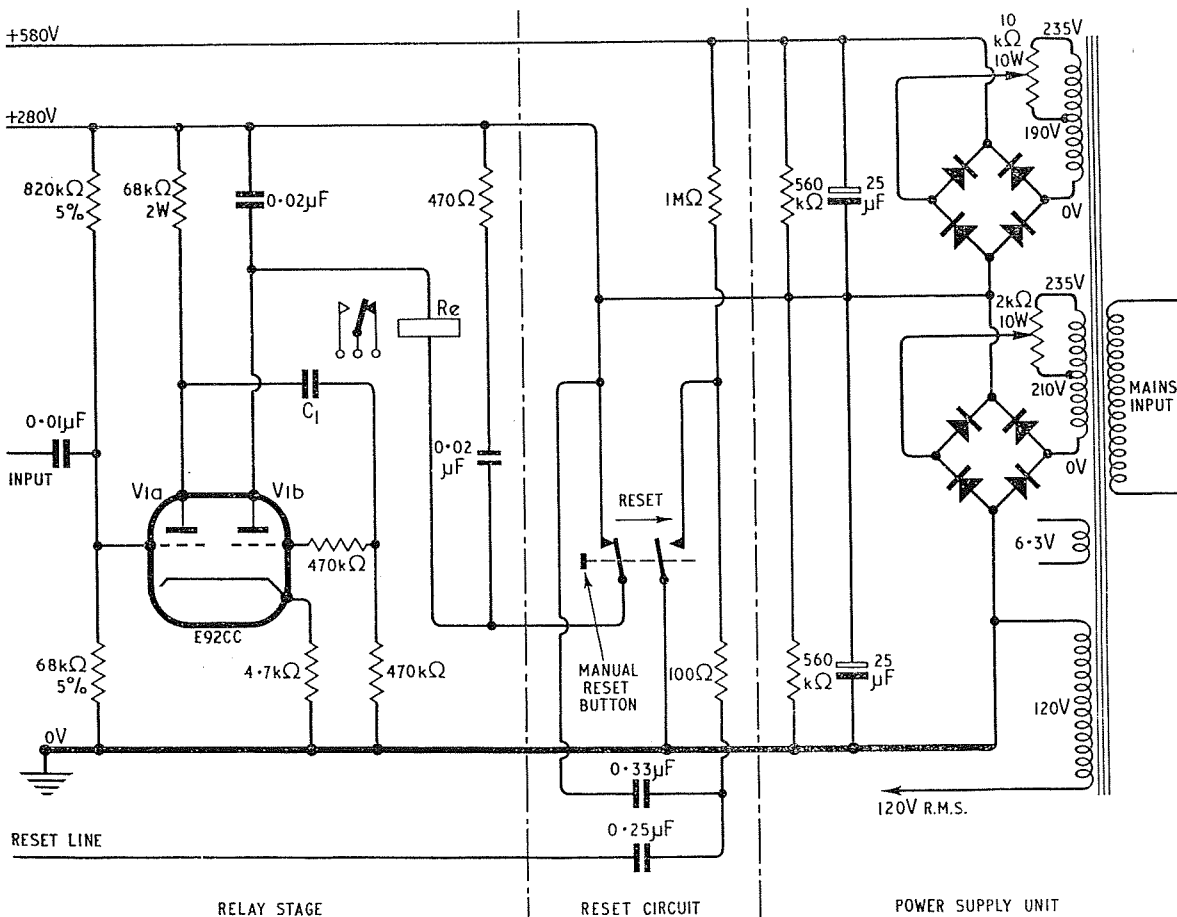 +580V
+280V
820kΩ
5%
68kΩ
2W
0·02µF
470Ω
1MΩ
560
kΩ
25
µF
10
kΩ
10W
235V
190V
0V
Re
2kΩ
10W
235V
210V
0V
MAINS
INPUT
C1
0·01µF
INPUT
0·02
µF
V1a
V1b
RESET
470kΩ
6·3V
E92CC
68kΩ
5%
4·7kΩ
470kΩ
MANUAL
RESET
BUTTON
100Ω
560
kΩ
25
µF
120V
0V
0·33µF
120V R.M.S.
RESET LINE
0·25µF
RELAY STAGE
RESET CIRCUIT
POWER SUPPLY UNIT